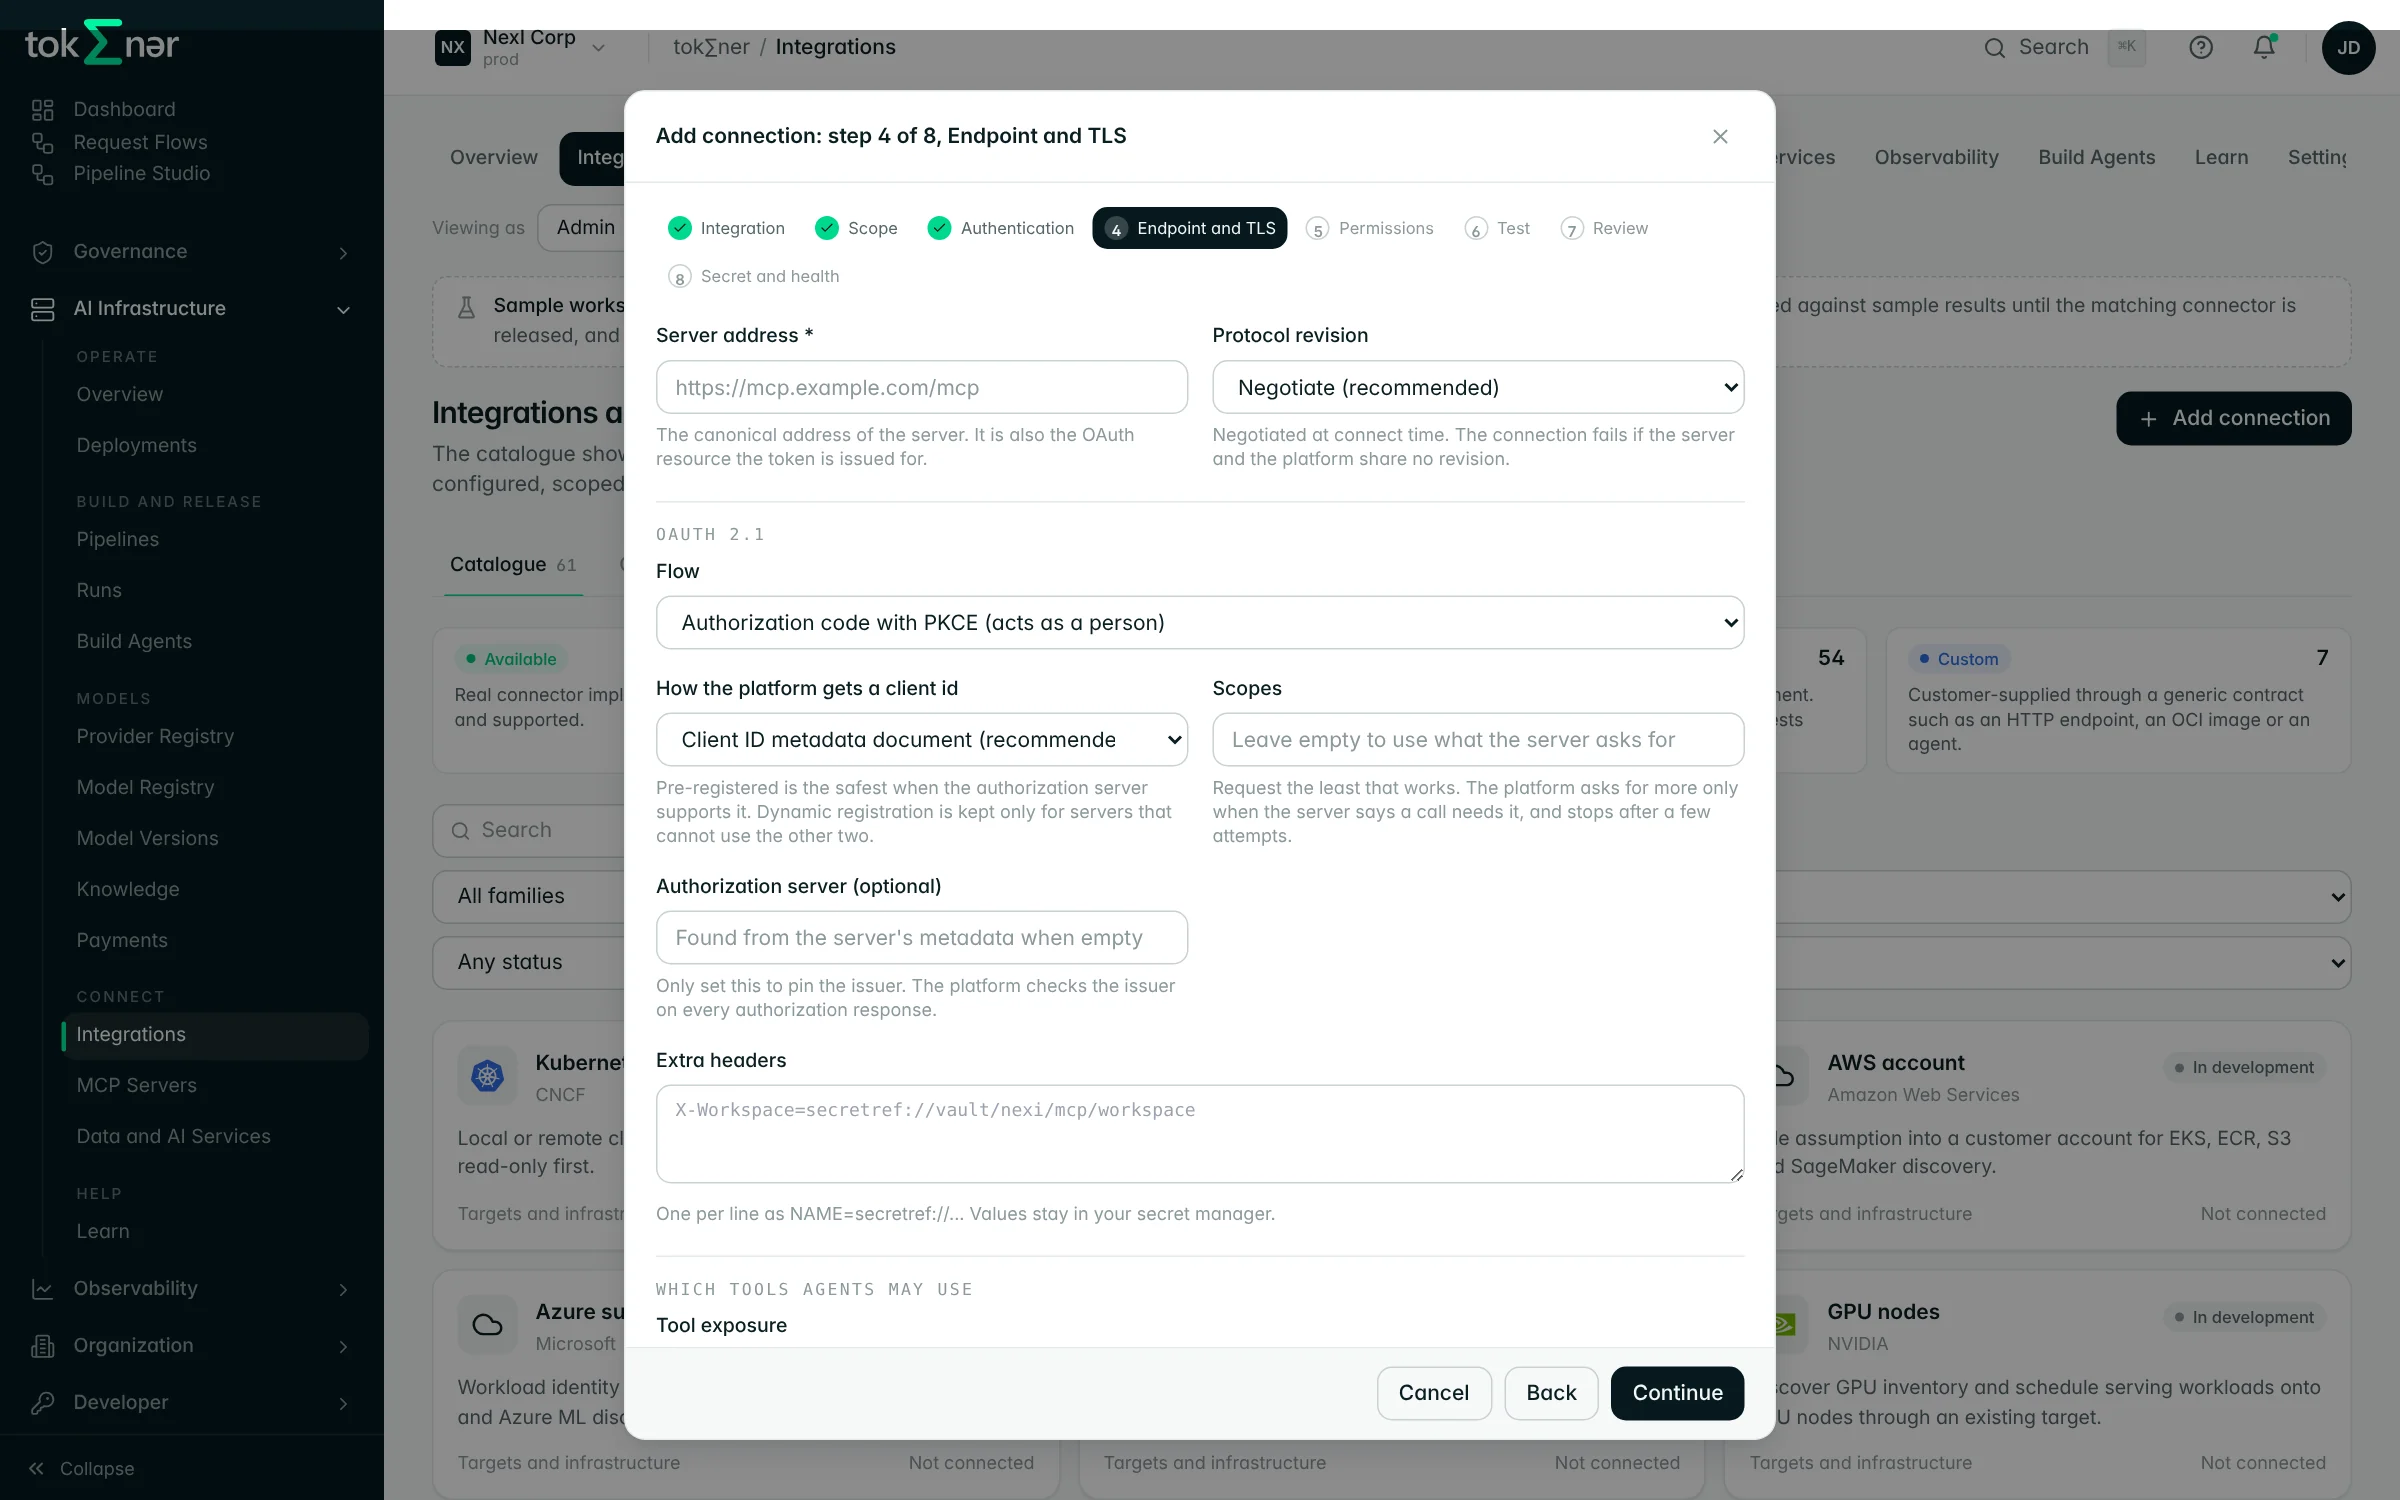 tokΣnər
Dashboard
Request Flows
Pipeline Studio
Governance
AI Infrastructure
OPERATE
Overview
Deployments
BUILD AND RELEASE
Pipelines
Runs
Build Agents
MODELS
Provider Registry
Model Registry
Model Versions
Knowledge
Payments
CONNECT
Integrations
MCP Servers
Data and AI Services
HELP
Learn
Observability
Organization
Developer
Collapse
NX
Nexl Corp
prod
tok∑ner / Integrations
Search
⌘K
JD
Overview
Integ
rvices
Observability
Build Agents
Learn
Setting
Viewing as
Admin
Sample works
ed against sample results until the matching connector is
released, and
Integrations a
The catalogue shov
configured, scoped
Add connection
Catalogue 61
Available
Real connector impl
and supported.
54
nent.
sts
Custom
7
Customer-supplied through a generic contract
such as an HTTP endpoint, an OCI image or an
agent.
Search
All families
Any status
Kubernet
CNCF
Local or remote cl
read-only first.
Targets and infrastr
AWS account
Amazon Web Services
In development
le assumption into a customer account for EKS, ECR, S3
d SageMaker discovery.
rgets and infrastructure
Not connected
Azure su
Microsoft
Workload identity
and Azure ML disc
Targets and infrastructure
Not connected
Targets and infrastructure
Not connected
GPU nodes
NVIDIA
In development
scover GPU inventory and schedule serving workloads onto
U nodes through an existing target.
Targets and infrastructure
Not connected
Add connection: step 4 of 8, Endpoint and TLS
Integration
Scope
Authentication
4 Endpoint and TLS
5 Permissions
6 Test
7 Review
8 Secret and health
Server address *
https://mcp.example.com/mcp
The canonical address of the server. It is also the OAuth
resource the token is issued for.
Protocol revision
Negotiate (recommended)
Negotiated at connect time. The connection fails if the server
and the platform share no revision.
OAUTH 2.1
Flow
Authorization code with PKCE (acts as a person)
How the platform gets a client id
Client ID metadata document (recommende
Pre-registered is the safest when the authorization server
supports it. Dynamic registration is kept only for servers that
cannot use the other two.
Scopes
Leave empty to use what the server asks for
Request the least that works. The platform asks for more only
when the server says a call needs it, and stops after a few
attempts.
Authorization server (optional)
Found from the server's metadata when empty
Only set this to pin the issuer. The platform checks the issuer
on every authorization response.
Extra headers
X-Workspace=secretref://vault/nexi/mcp/workspace
One per line as NAME=secretref://... Values stay in your secret manager.
WHICH TOOLS AGENTS MAY USE
Tool exposure
Cancel
Back
Continue